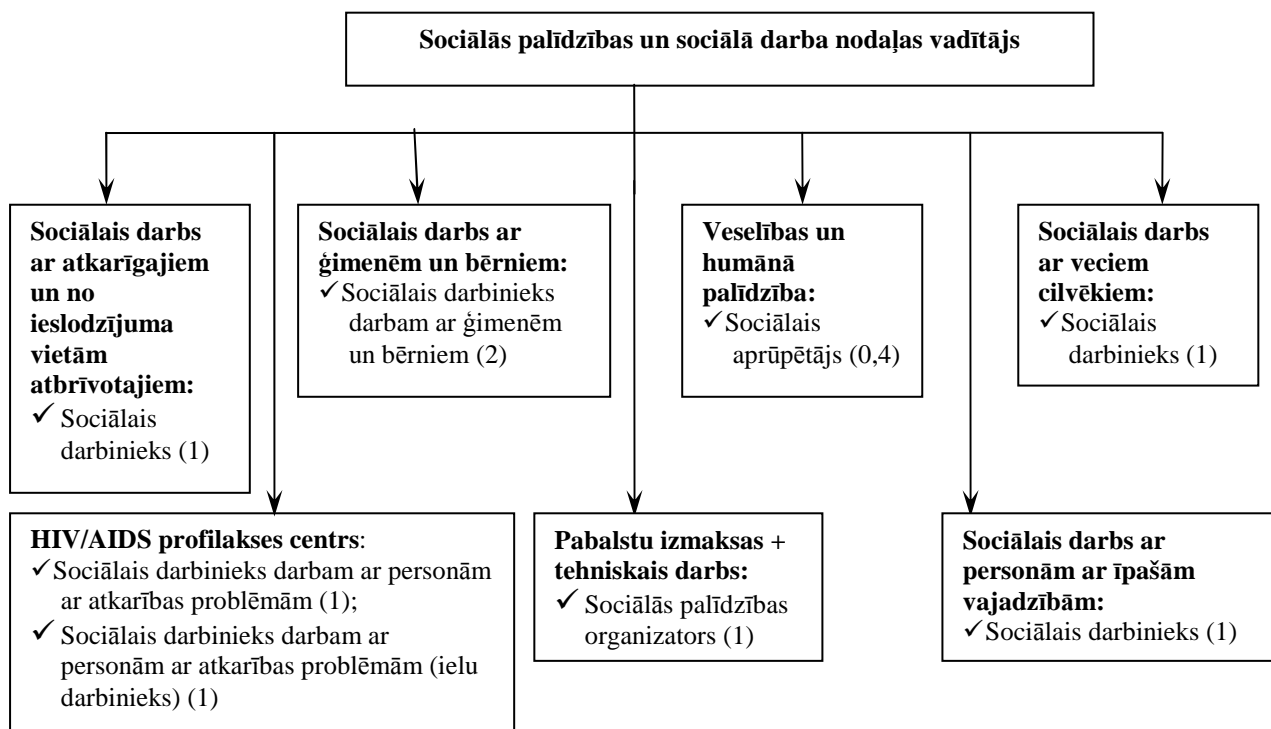 Sociālās palīdzības un sociālā darba nodaļas vadītājs
Sociālais darbs
ar atkarīgajiem
un no
ieslodzījuma
vietām
atbrīvotajiem:
✓ Sociālais
darbinieks (1)
Sociālais darbs ar
ģimenēm un bērniem:
✓Sociālais darbinieks
darbam ar ģimenēm
un bērniem (2)
Veselības un
humānā
palīdzība:
✓ Sociālais
aprūpētājs (0,4)
Sociālais darbs
ar veciem
cilvēkiem:
✓ Sociālais
darbinieks (1)
HIV/AIDS profilakses centrs:
✓Sociālais darbinieks darbam ar personām
ar atkarības problēmām (1);
✓ Sociālais darbinieks darbam ar
personām ar atkarības problēmām (ielu
darbinieks) (1)
Pabalstu izmaksas +
tehniskais darbs:
✓ Sociālās palīdzības
organizators (1)
Sociālais darbs ar
personām ar īpašām
vajadzībām:
✓Sociālais darbinieks (1)